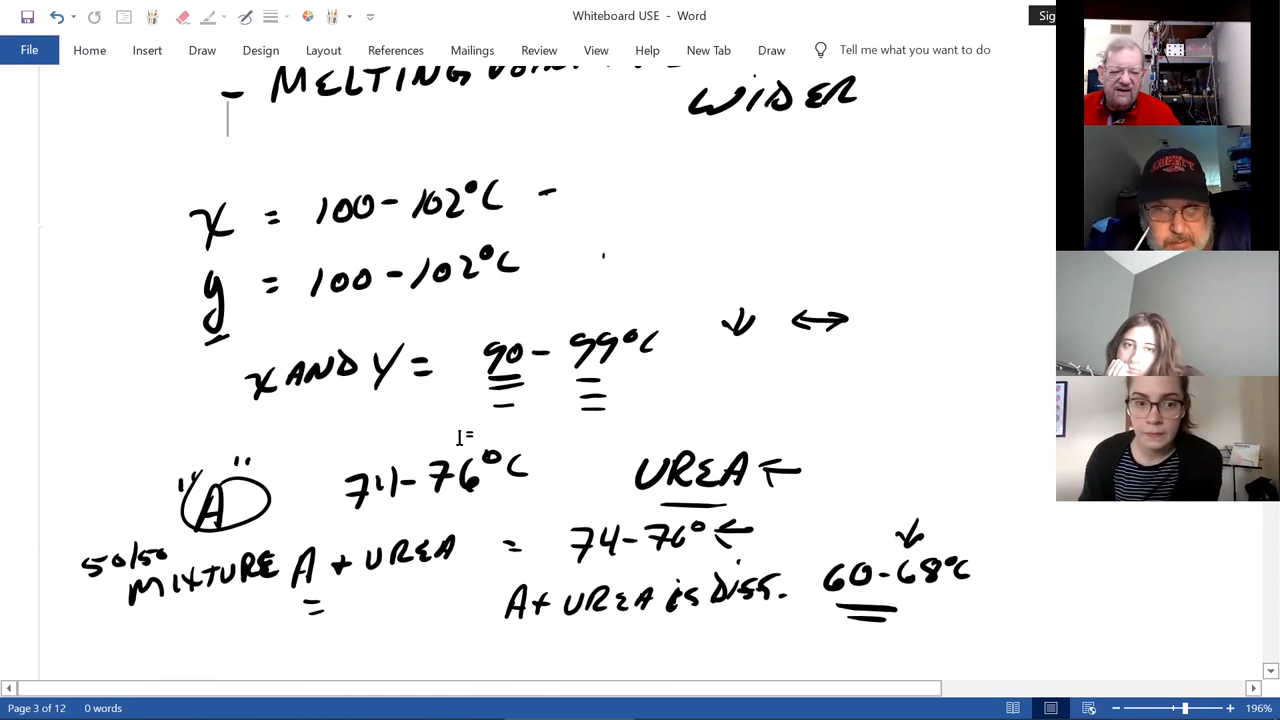 Whiteboard USE - Word
Sig
File Home Insert Draw Design Layout References Mailings Review View Help New Tab Draw Tell me what you want to do
- MELTING
WIDER
X = 100-102°C -
y = 100-102°C
X AND Y = 90-99°C ↓ ↔
"A" 74-76°C UREA ←
50/50 MIXTURE A + UREA = 74-76° ←
A + UREA is DISS. 60-68°C
Page 3 of 12 0 words 196%